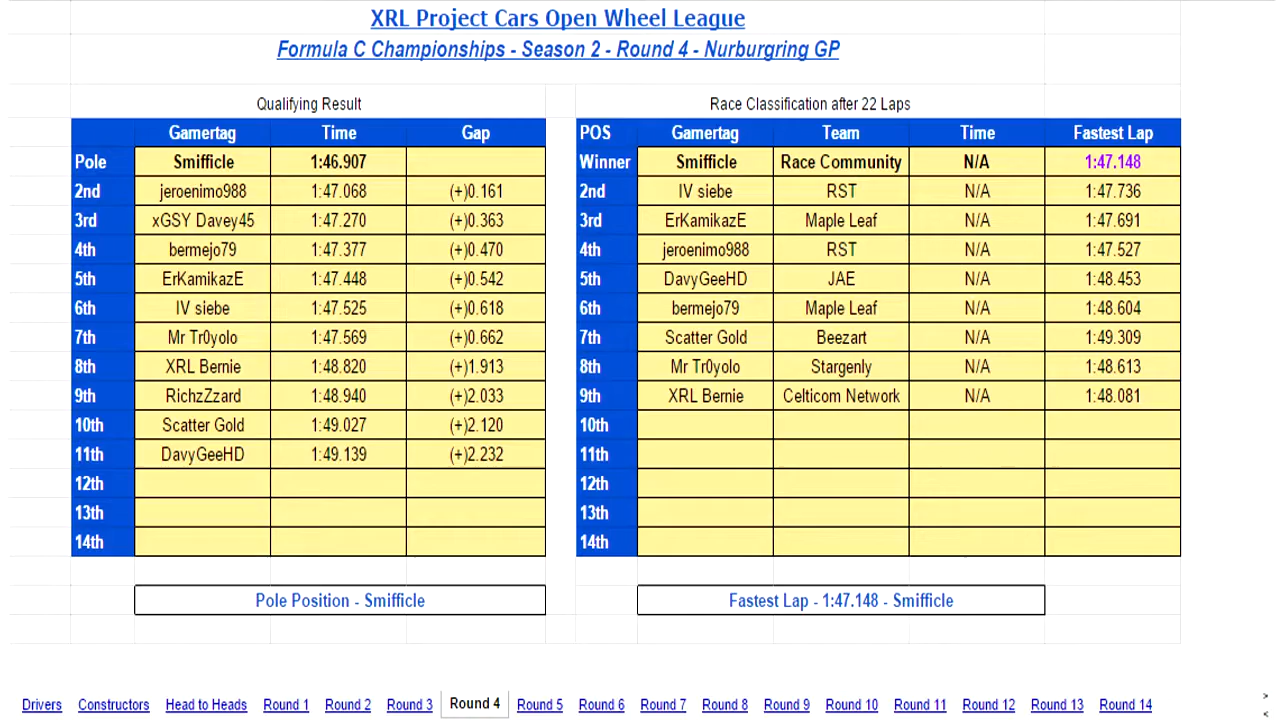 XRL Project Cars Open Wheel League
Formula C Championships - Season 2 - Round 4 - Nurburgring GP
Qualifying Result
Gamertag Time Gap
Pole Smifficle 1:46.907
2nd jeroenimo988 1:47.068 (+)0.161
3rd xGSY Davey45 1:47.270 (+)0.363
4th bermejo79 1:47.377 (+)0.470
5th ErKamikazE 1:47.448 (+)0.542
6th IV siebe 1:47.525 (+)0.618
7th Mr Tr0yolo 1:47.569 (+)0.662
8th XRL Bernie 1:48.820 (+)1.913
9th RichzZzard 1:48.940 (+)2.033
10th Scatter Gold 1:49.027 (+)2.120
11th DavyGeeHD 1:49.139 (+)2.232
12th
13th
14th
Pole Position - Smifficle
Race Classification after 22 Laps
POS Gamertag Team Time Fastest Lap
Winner Smifficle Race Community N/A 1:47.148
2nd IV siebe RST N/A 1:47.736
3rd ErKamikazE Maple Leaf N/A 1:47.691
4th jeroenimo988 RST N/A 1:47.527
5th DavyGeeHD JAE N/A 1:48.453
6th bermejo79 Maple Leaf N/A 1:48.604
7th Scatter Gold Beezart N/A 1:49.309
8th Mr Tr0yolo Stargenly N/A 1:48.613
9th XRL Bernie Celticom Network N/A 1:48.081
10th
11th
12th
13th
14th
Fastest Lap - 1:47.148 - Smifficle
Drivers Constructors Head to Heads Round 1 Round 2 Round 3 Round 4 Round 5 Round 6 Round 7 Round 8 Round 9 Round 10 Round 11 Round 12 Round 13 Round 14